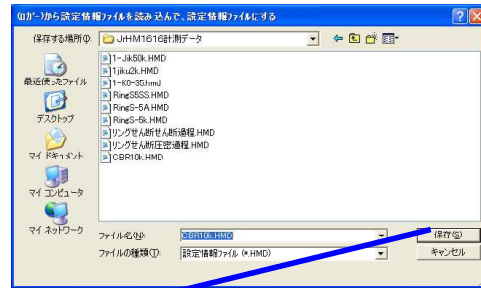 (ﾛｶﾞｰ)から設定情報ﾌｧｲﾙを読み込んで、設定情報ﾌｧｲﾙにする
保存する場所(I):
JrHM1616計測データ
最近使ったファイル
デスクトップ
マイ ドキュメント
マイ コンピュータ
マイ ネットワーク
1-Jik50k.HMD
1jiku2k.HMD
1-K0-3G.hmd
RingS5SS.HMD
RingS-5A.HMD
RingS-5k.HMD
リングせん断せん断過程.HMD
リングせん断圧密過程.HMD
CBR10k.HMD
ファイル名(N):
CBR10k.HMD
保存(S)
ファイルの種類(T):
設定情報ﾌｧｲﾙ (*.HMD)
キャンセル